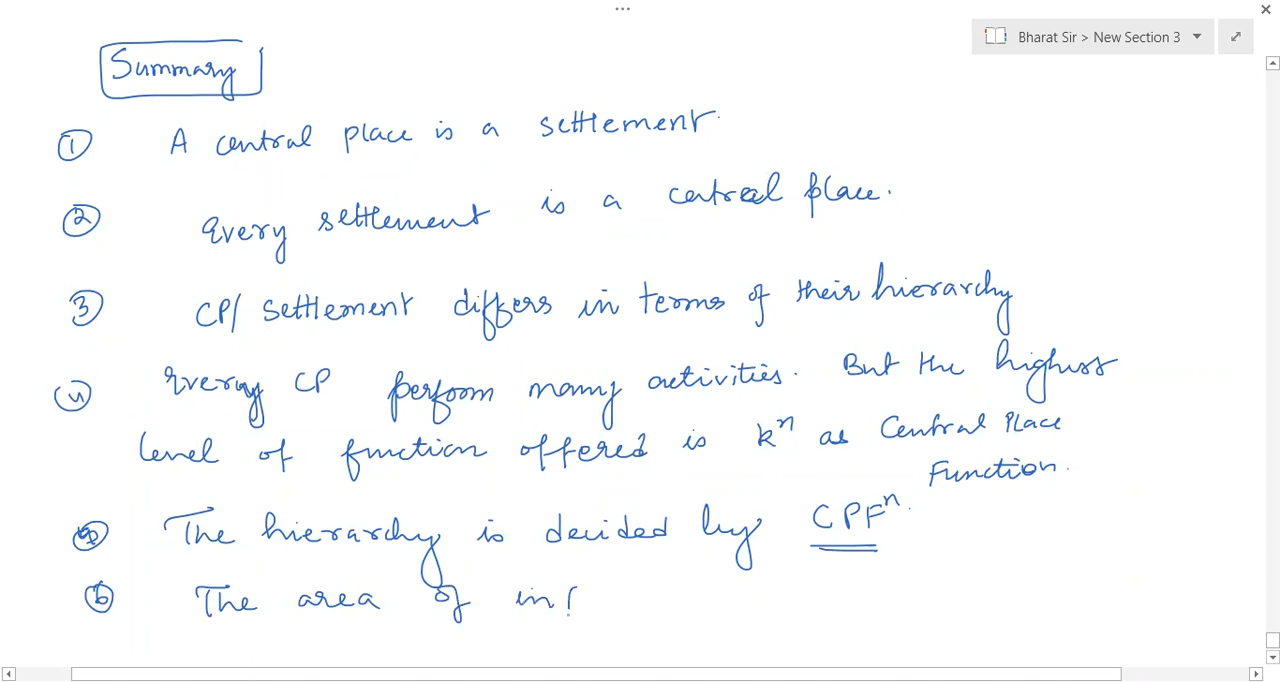 ...
Bharat Sir > New Section 3
Summary
① A central place is a settlement.
② Every settlement is a central place.
③ CP/ settlement differs in terms of their hierarchy
④ Every CP perform many activities. But the highest
level of function offered is kⁿ as Central Place
Function.
⑤ The hierarchy is decided by CPFⁿ.
⑥ The area of inf